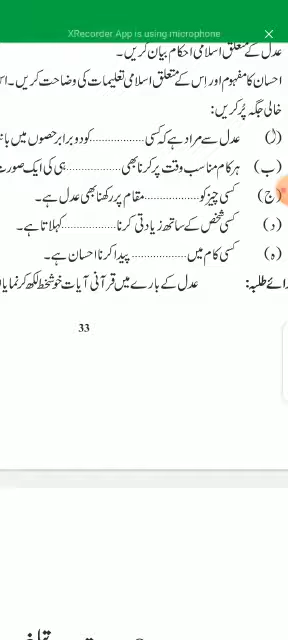 XRecorder App is using microphone
عدل کے متعلق اسلامی احکام بیان کریں۔
احسان کا مفہوم اور اس کے متعلق اسلامی تعلیمات کی وضاحت کریں۔
خالی جگہ پُر کریں:
(ا) عدل سے مراد ہے کہ کسی..................کو دو برابر حصوں میں
(ب) ہر کام مناسب وقت پر کرنا بھی..................ہی کی ایک
(ج) کسی چیز کو..................مقام پر رکھنا بھی عدل ہے۔
(د) کسی شخص کے ساتھ زیادتی کرنا..................کہلاتا ہے۔
(ہ) کسی کام میں..................پیدا کرنا احسان ہے۔
طلبہ: عدل کے بارے میں قرآنی آیات خوشخط لکھ کر
33